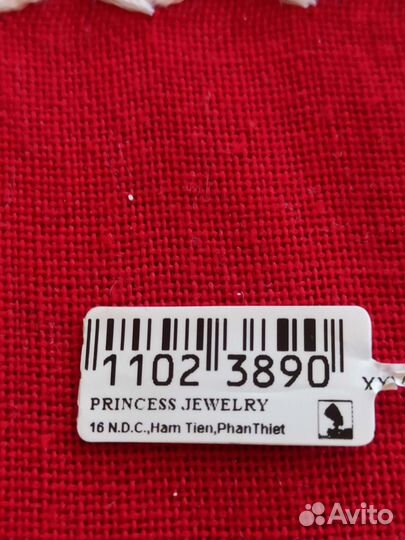 1102 3890
PRINCESS JEWELRY
16 N.D.C.,Ham Tien,PhanThiet
Avito